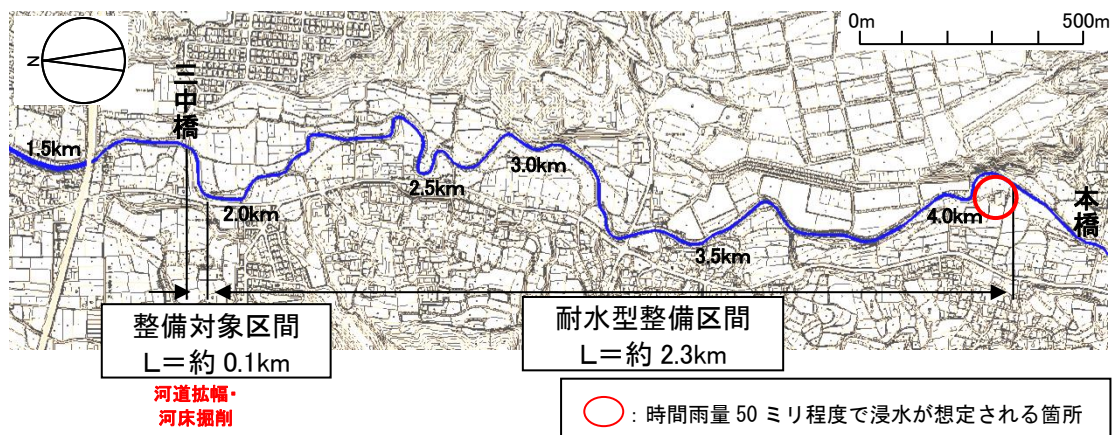 0m 500m
N
三中橋
1.5km
2.0km
2.5km
3.0km
3.5km
4.0km
本橋
整備対象区間
L=約 0.1km
耐水型整備区間
L=約 2.3km
河道拡幅・
河床掘削
：時間雨量 50 ミリ程度で浸水が想定される箇所